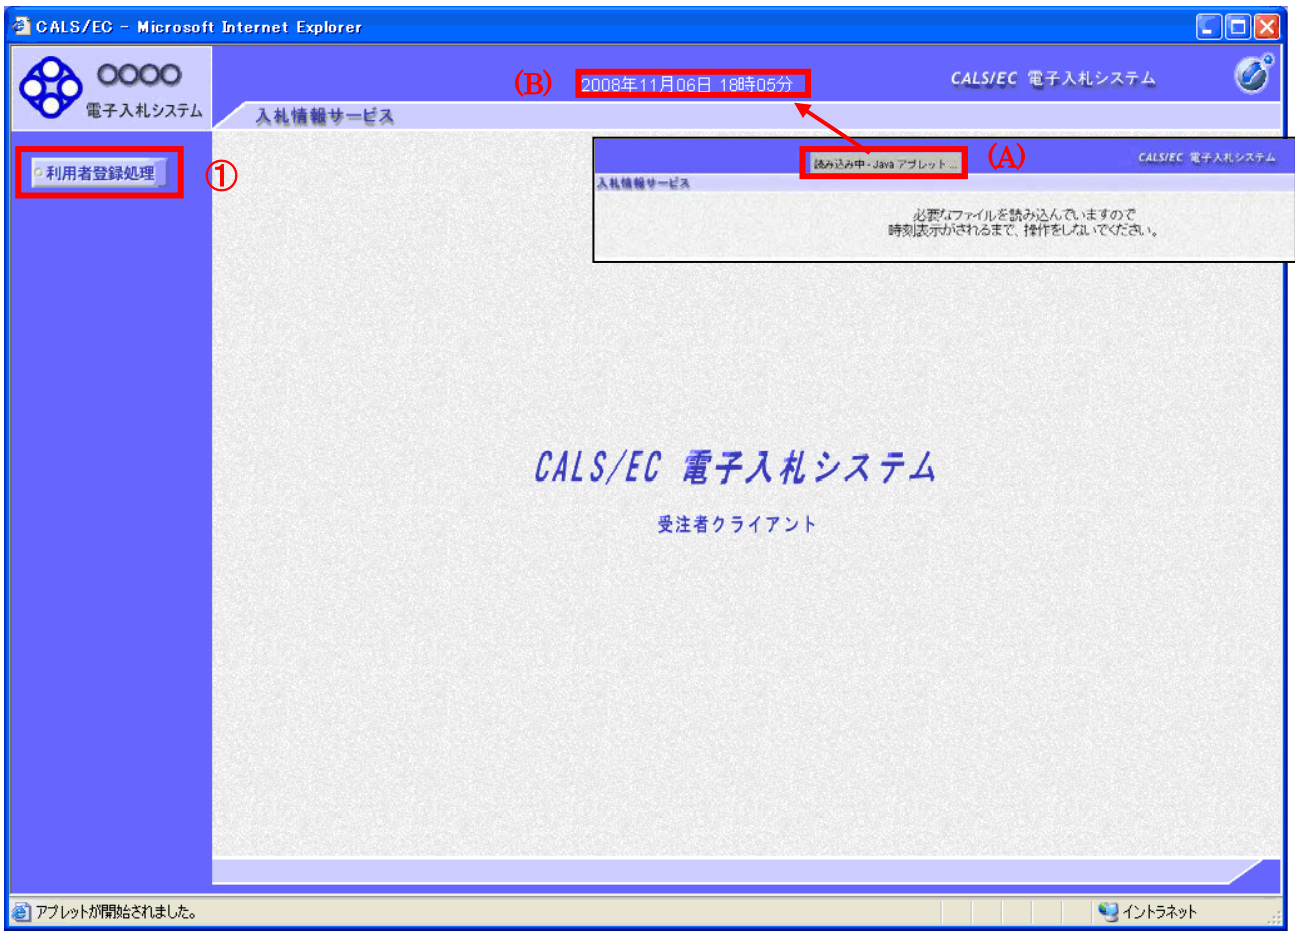 CALS/EC - Microsoft Internet Explorer
○○○○
電子入札システム
(B)
2008年11月06日 18時05分
CALS/EC 電子入札システム
入札情報サービス
利用者登録処理
①
読み込み中 - Java アプレット ...
(A)
CALS/EC 電子入札システム
入札情報サービス
必要なファイルを読み込んでいますので
時刻表示がされるまで、操作をしないでください。
CALS/EC 電子入札システム
受注者クライアント
アプレットが開始されました。
イントラネット